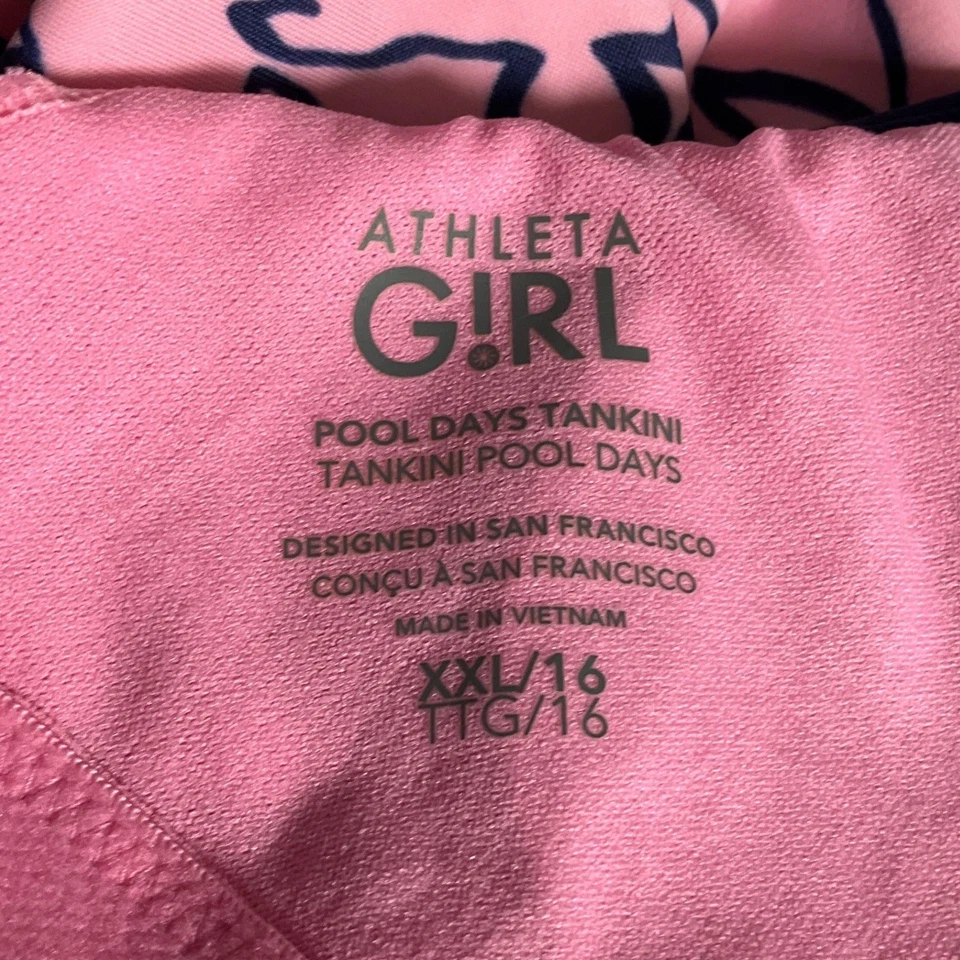 ATHLETA
G!RL
POOL DAYS TANKINI
TANKINI POOL DAYS
DESIGNED IN SAN FRANCISCO
CONÇU À SAN FRANCISCO
MADE IN VIETNAM
XXL/16
TTG/16